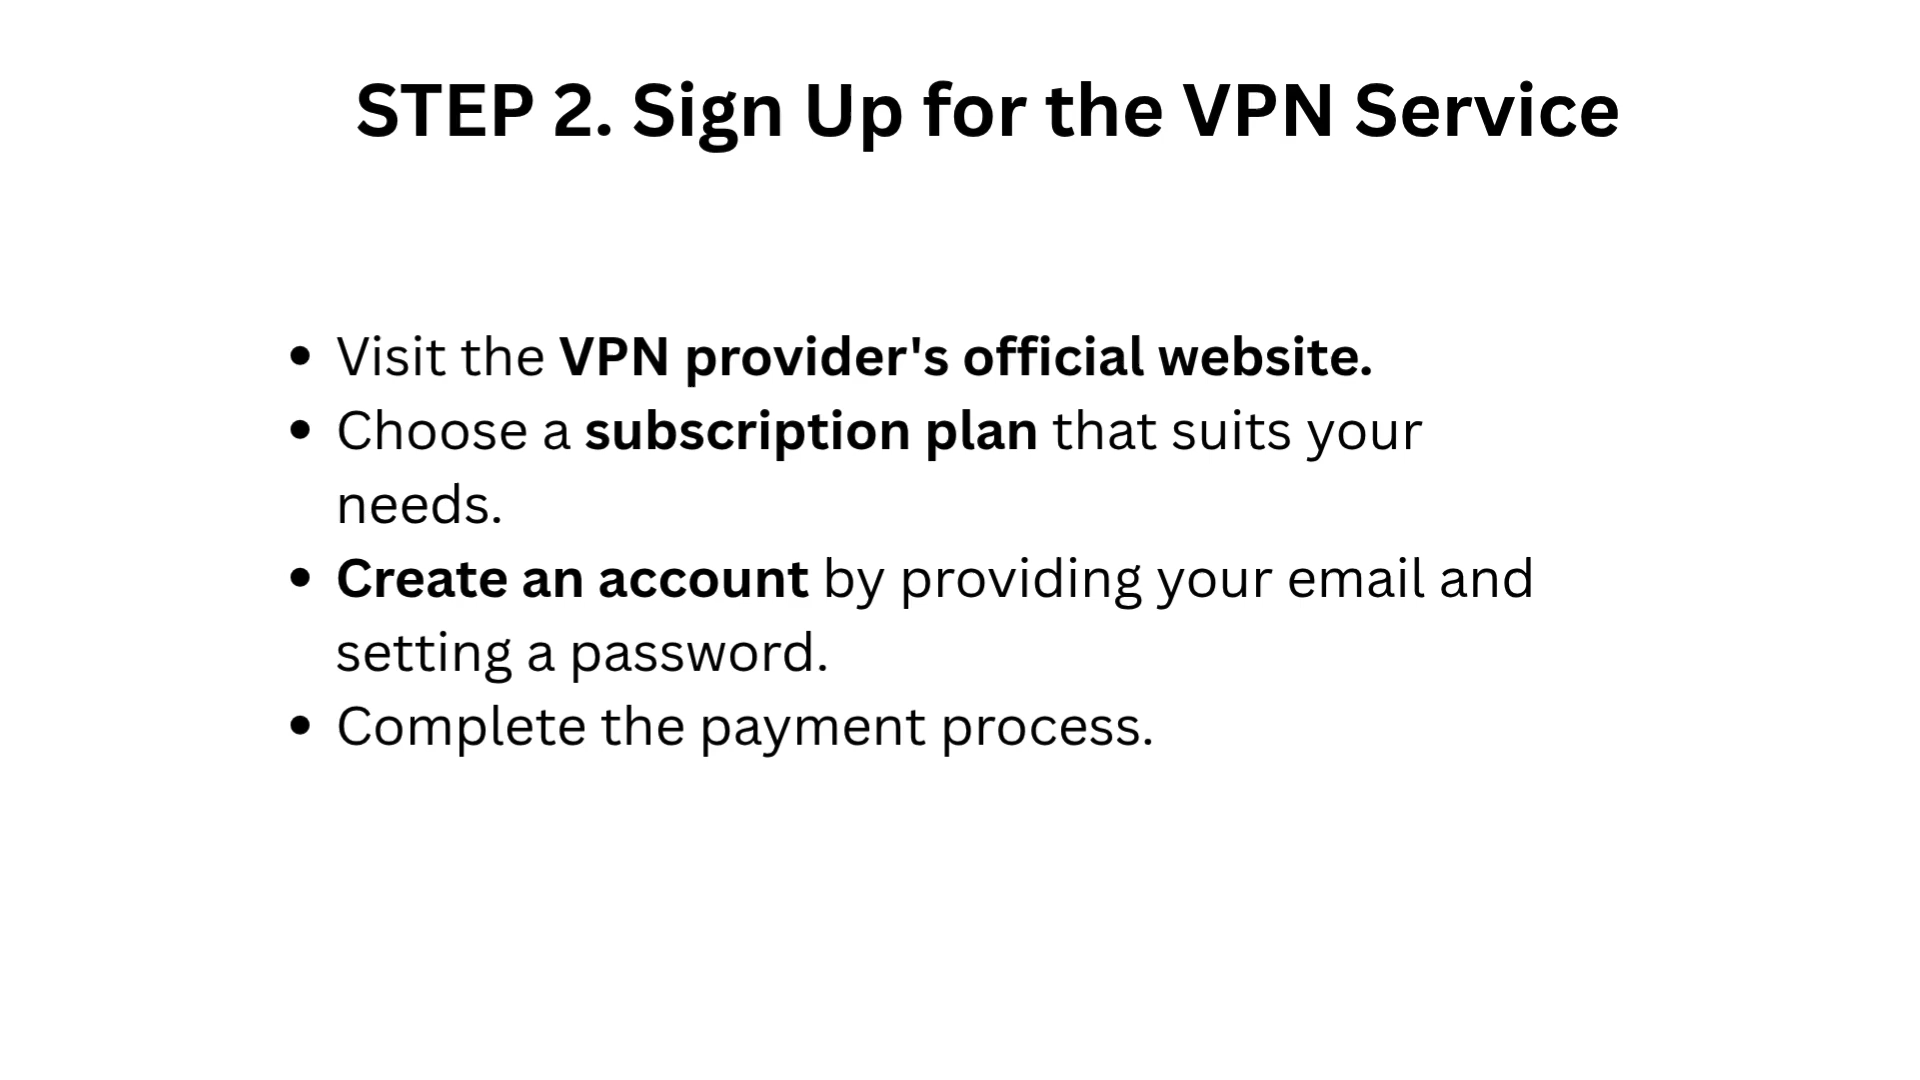 STEP 2. Sign Up for the VPN Service
• Visit the VPN provider's official website.
• Choose a subscription plan that suits your
needs.
• Create an account by providing your email and
setting a password.
• Complete the payment process.